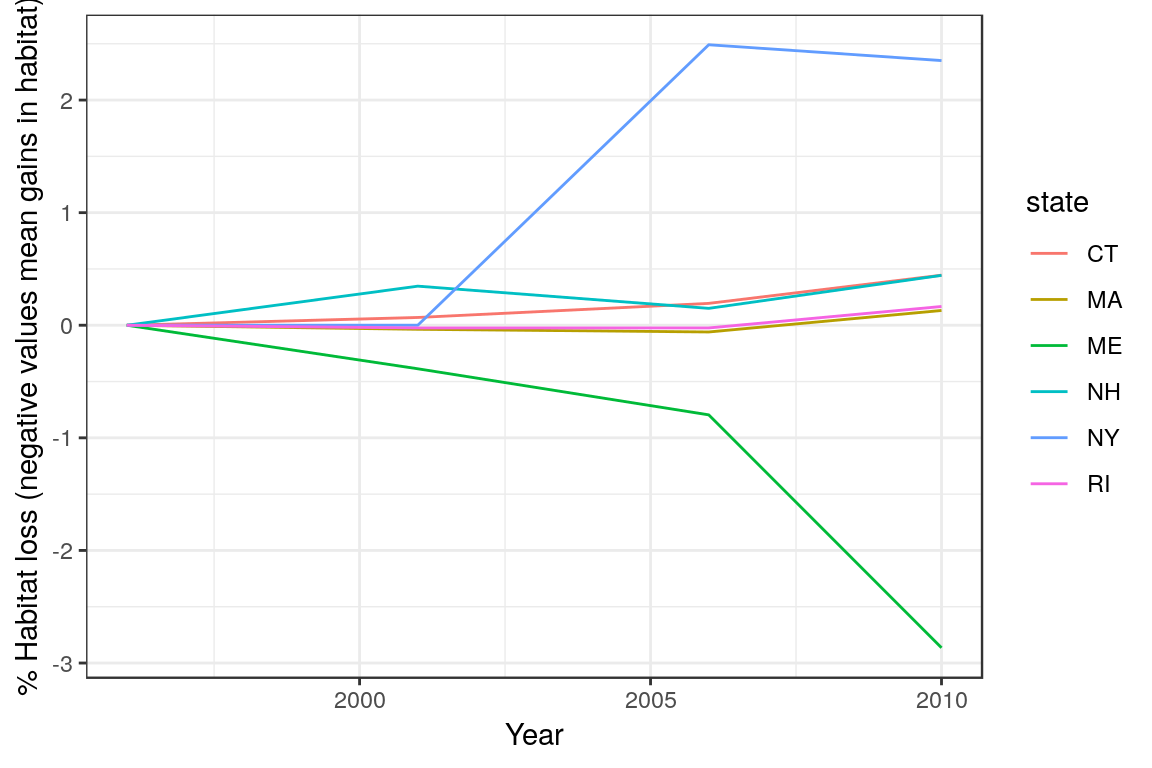 % Habitat loss (negative values mean gains in habitat)
2
1
0
-1
-2
-3
2000
2005
2010
Year
state
CT
MA
ME
NH
NY
RI